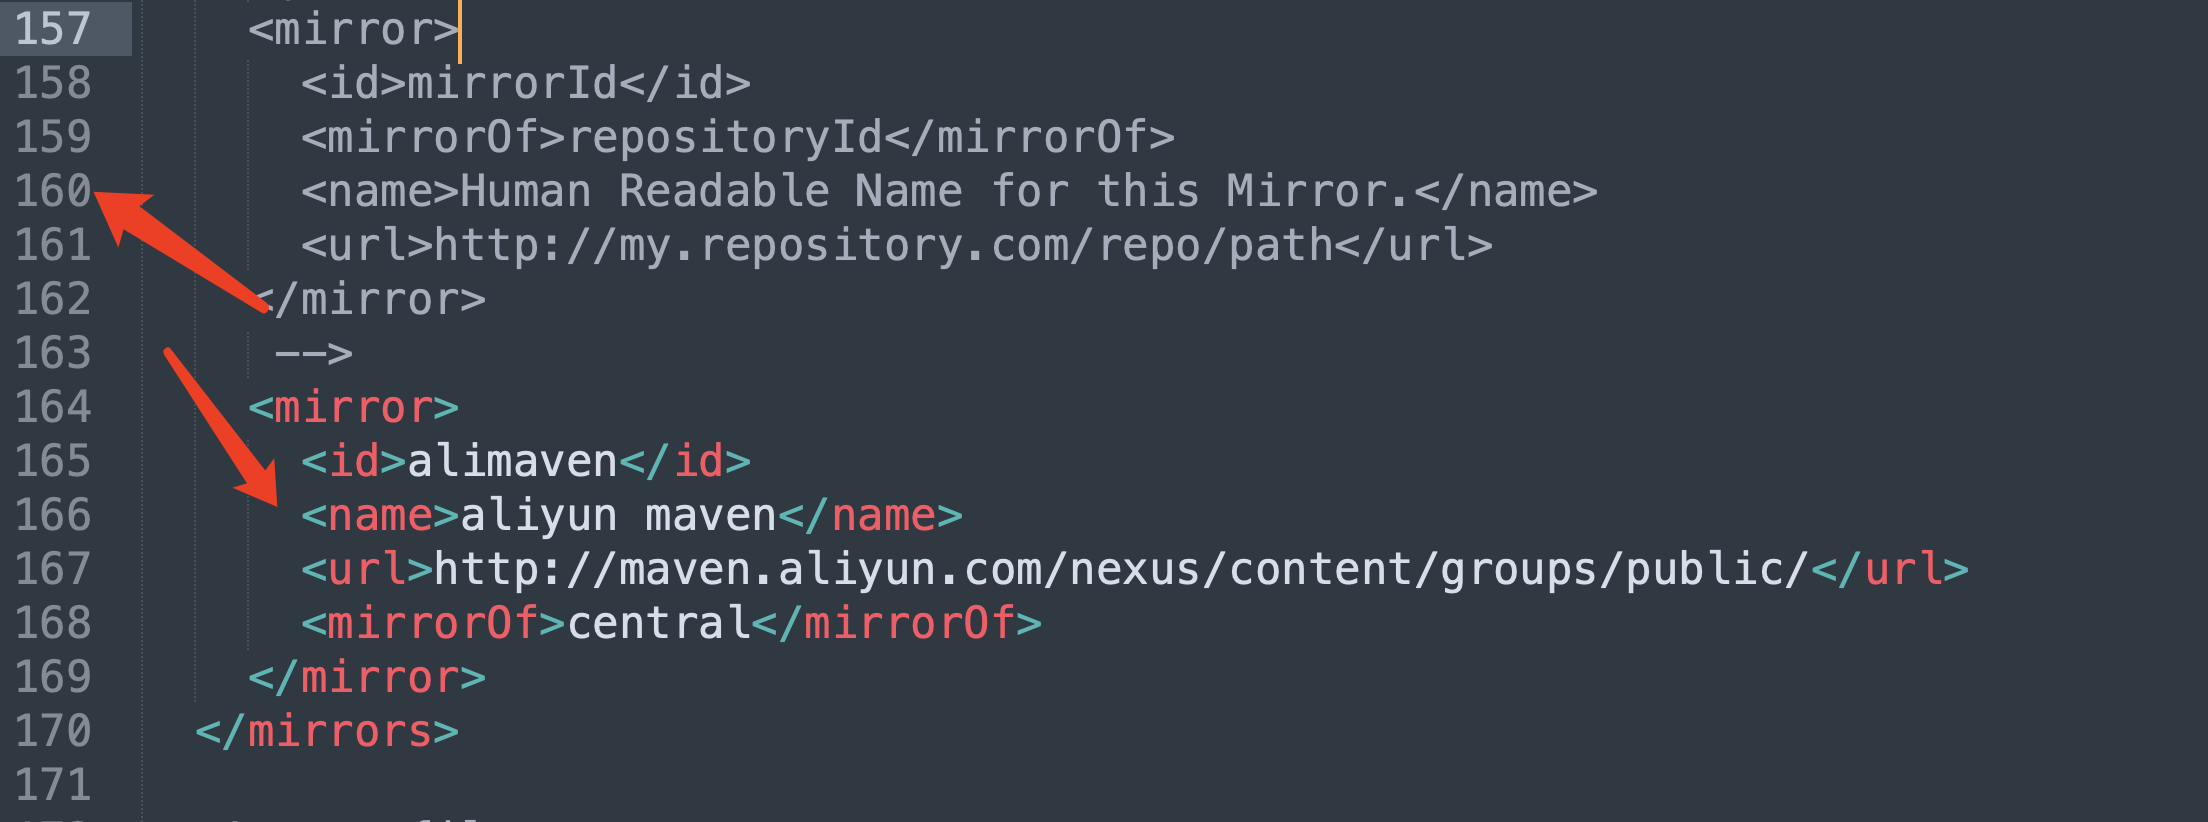 157 <mirror>
158 <id>mirrorId</id>
159 <mirrorOf>repositoryId</mirrorOf>
160 <name>Human Readable Name for this Mirror.</name>
161 <url>http://my.repository.com/repo/path</url>
162 </mirror>
163 -->
164 <mirror>
165 <id>alimaven</id>
166 <name>aliyun maven</name>
167 <url>http://maven.aliyun.com/nexus/content/groups/public/</url>
168 <mirrorOf>central</mirrorOf>
169 </mirror>
170 </mirrors>
171